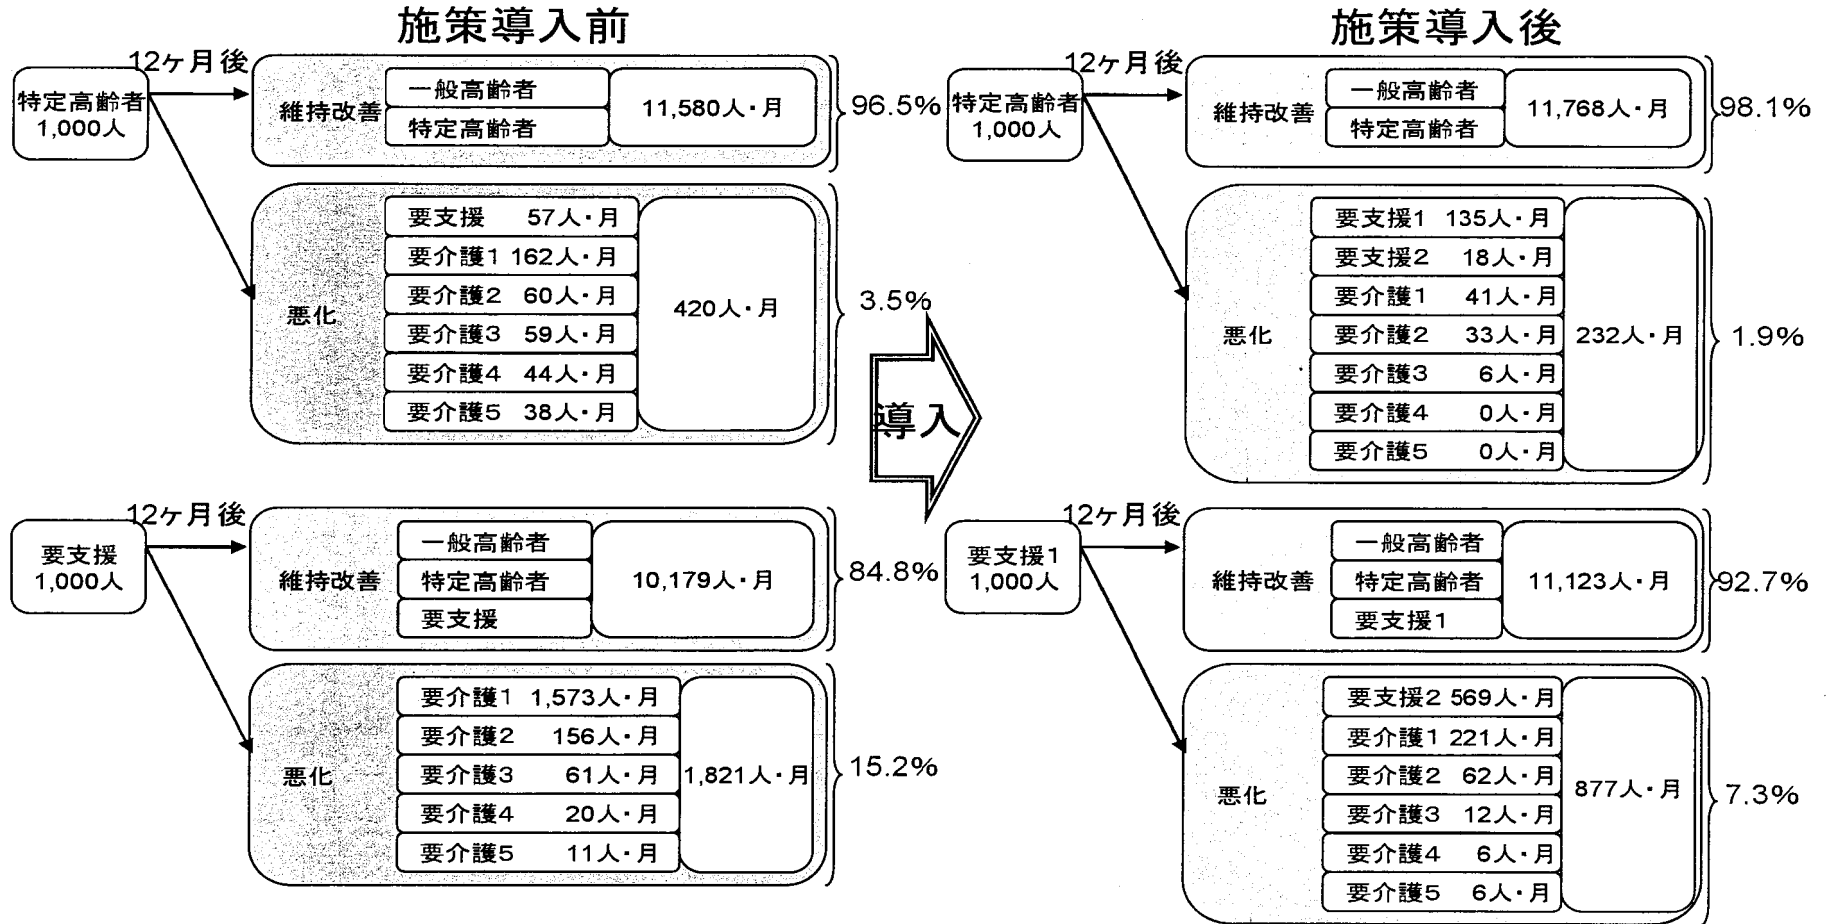 施策導入前
12ヶ月後
特定高齢者
1,000人
維持改善
一般高齢者
特定高齢者
11,580人・月
96.5%
悪化
要支援 57人・月
要介護1 162人・月
要介護2 60人・月
要介護3 59人・月
要介護4 44人・月
要介護5 38人・月
420人・月
3.5%
12ヶ月後
要支援
1,000人
維持改善
一般高齢者
特定高齢者
要支援
10,179人・月
84.8%
悪化
要介護1 1,573人・月
要介護2 156人・月
要介護3 61人・月
要介護4 20人・月
要介護5 11人・月
1,821人・月
15.2%
導入
施策導入後
12ヶ月後
特定高齢者
1,000人
維持改善
一般高齢者
特定高齢者
11,768人・月
98.1%
悪化
要支援1 135人・月
要支援2 18人・月
要介護1 41人・月
要介護2 33人・月
要介護3 6人・月
要介護4 0人・月
要介護5 0人・月
232人・月
1.9%
12ヶ月後
要支援1
1,000人
維持改善
一般高齢者
特定高齢者
要支援1
11,123人・月
92.7%
悪化
要支援2 569人・月
要介護1 221人・月
要介護2 62人・月
要介護3 12人・月
要介護4 6人・月
要介護5 6人・月
877人・月
7.3%